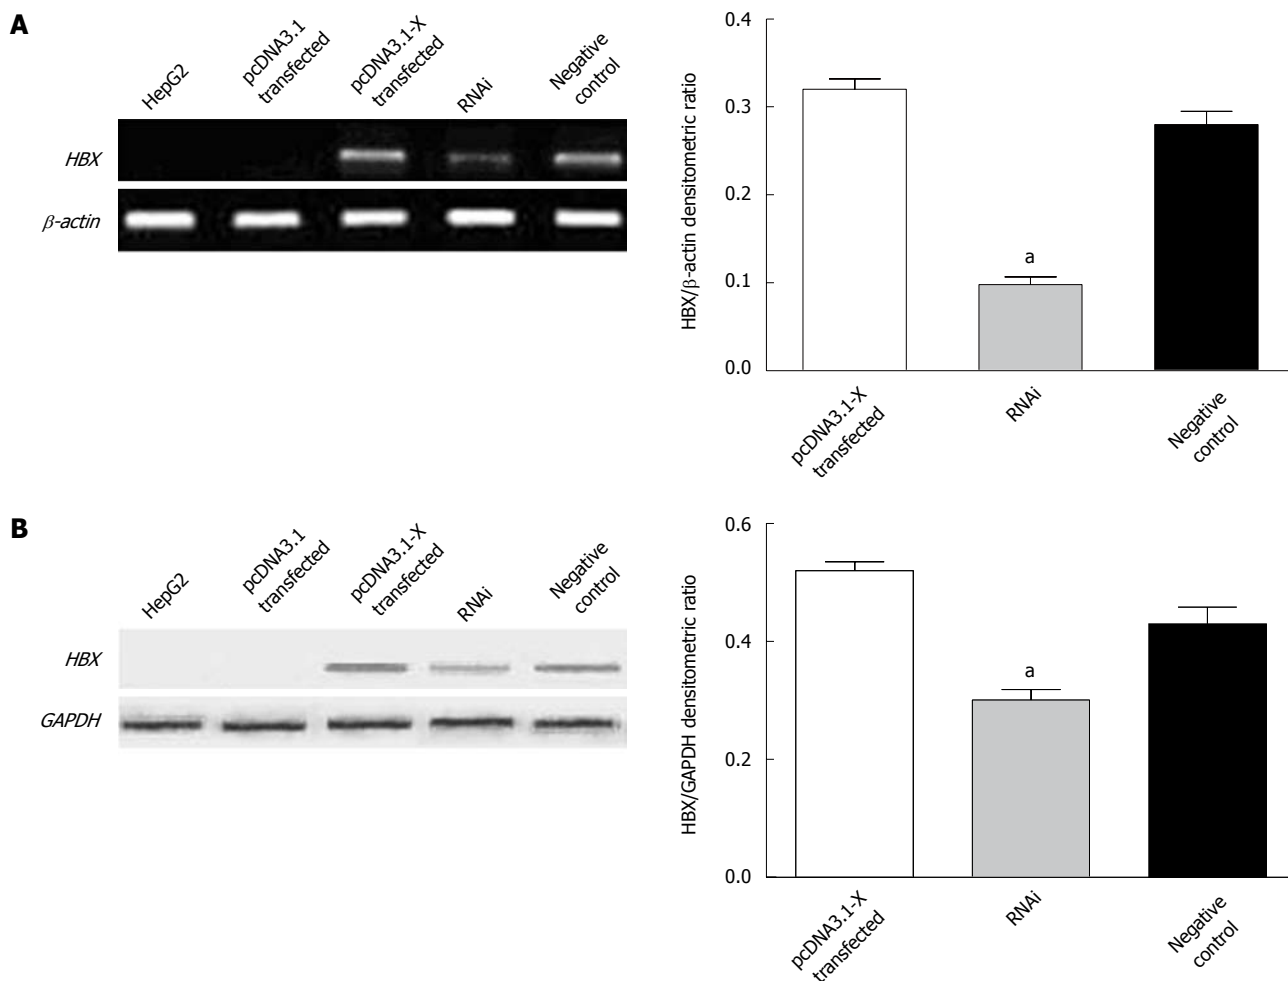 A
HepG2
pcDNA3.1
transfected
pcDNA3.1-X
transfected
RNAi
Negative
control
HBX
β-actin
HBX/β-actin densitometric ratio
0.4
0.3
0.2
0.1
0.0
a
pcDNA3.1-X
transfected
RNAi
Negative
control
B
HepG2
pcDNA3.1
transfected
pcDNA3.1-X
transfected
RNAi
Negative
control
HBX
GAPDH
HBX/GAPDH densitometric ratio
0.6
0.4
0.2
0.0
a
pcDNA3.1-X
transfected
RNAi
Negative
control